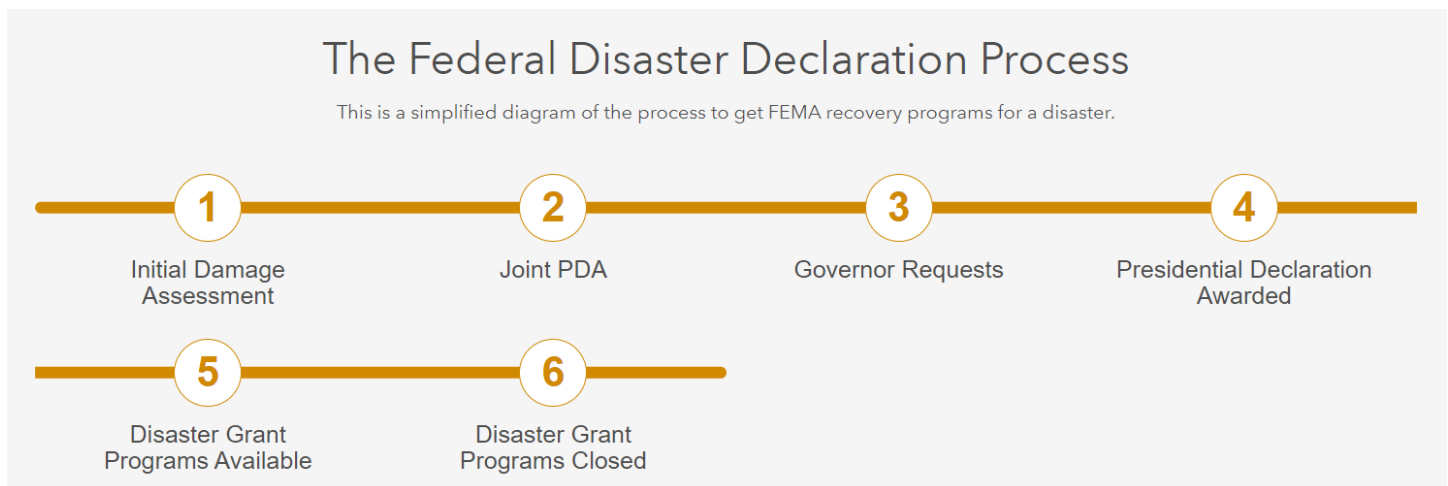 The Federal Disaster Declaration Process
This is a simplified diagram of the process to get FEMA recovery programs for a disaster.
1
Initial Damage
Assessment
2
Joint PDA
3
Governor Requests
4
Presidential Declaration
Awarded
5
Disaster Grant
Programs Available
6
Disaster Grant
Programs Closed